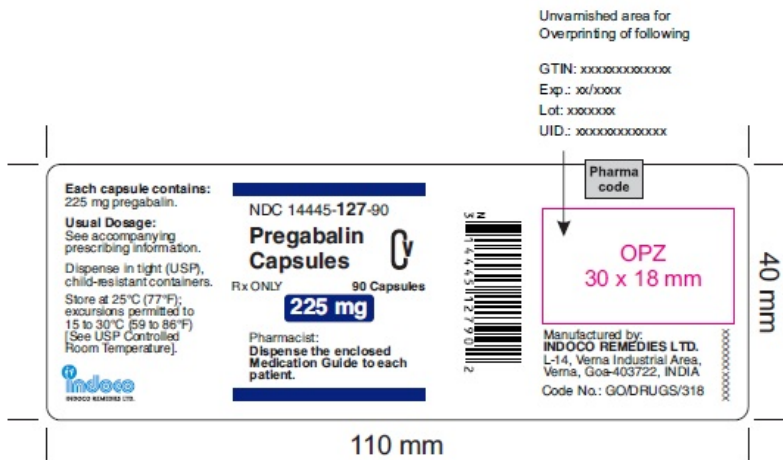 Unvarnished area for
Overprinting of following
GTIN: xxxxxxxxxxxxx
Exp.: xx/xxxx
Lot: xxxxxxx
UID.: xxxxxxxxxxxxx
Pharma
code
Each capsule contains:
225 mg pregabalin.
Usual Dosage:
See accompanying
prescribing information.
Dispense in tight (USP),
child-resistant containers.
Store at 25°C (77°F);
excursions permitted to
15 to 30°C (59 to 86°F)
[See USP Controlled
Room Temperature].
indoco
INDOCO REMEDIES LTD.
NDC 14445-127-90
Pregabalin
Capsules
CV
Rx ONLY 90 Capsules
225 mg
Pharmacist:
Dispense the enclosed
Medication Guide to each
patient.
N
3 14445 12790 2
OPZ
30 x 18 mm
Manufactured by:
INDOCO REMEDIES LTD.
L-14, Verna Industrial Area,
Verna, Goa-403722, INDIA
Code No.: GO/DRUGS/318
40 mm
110 mm